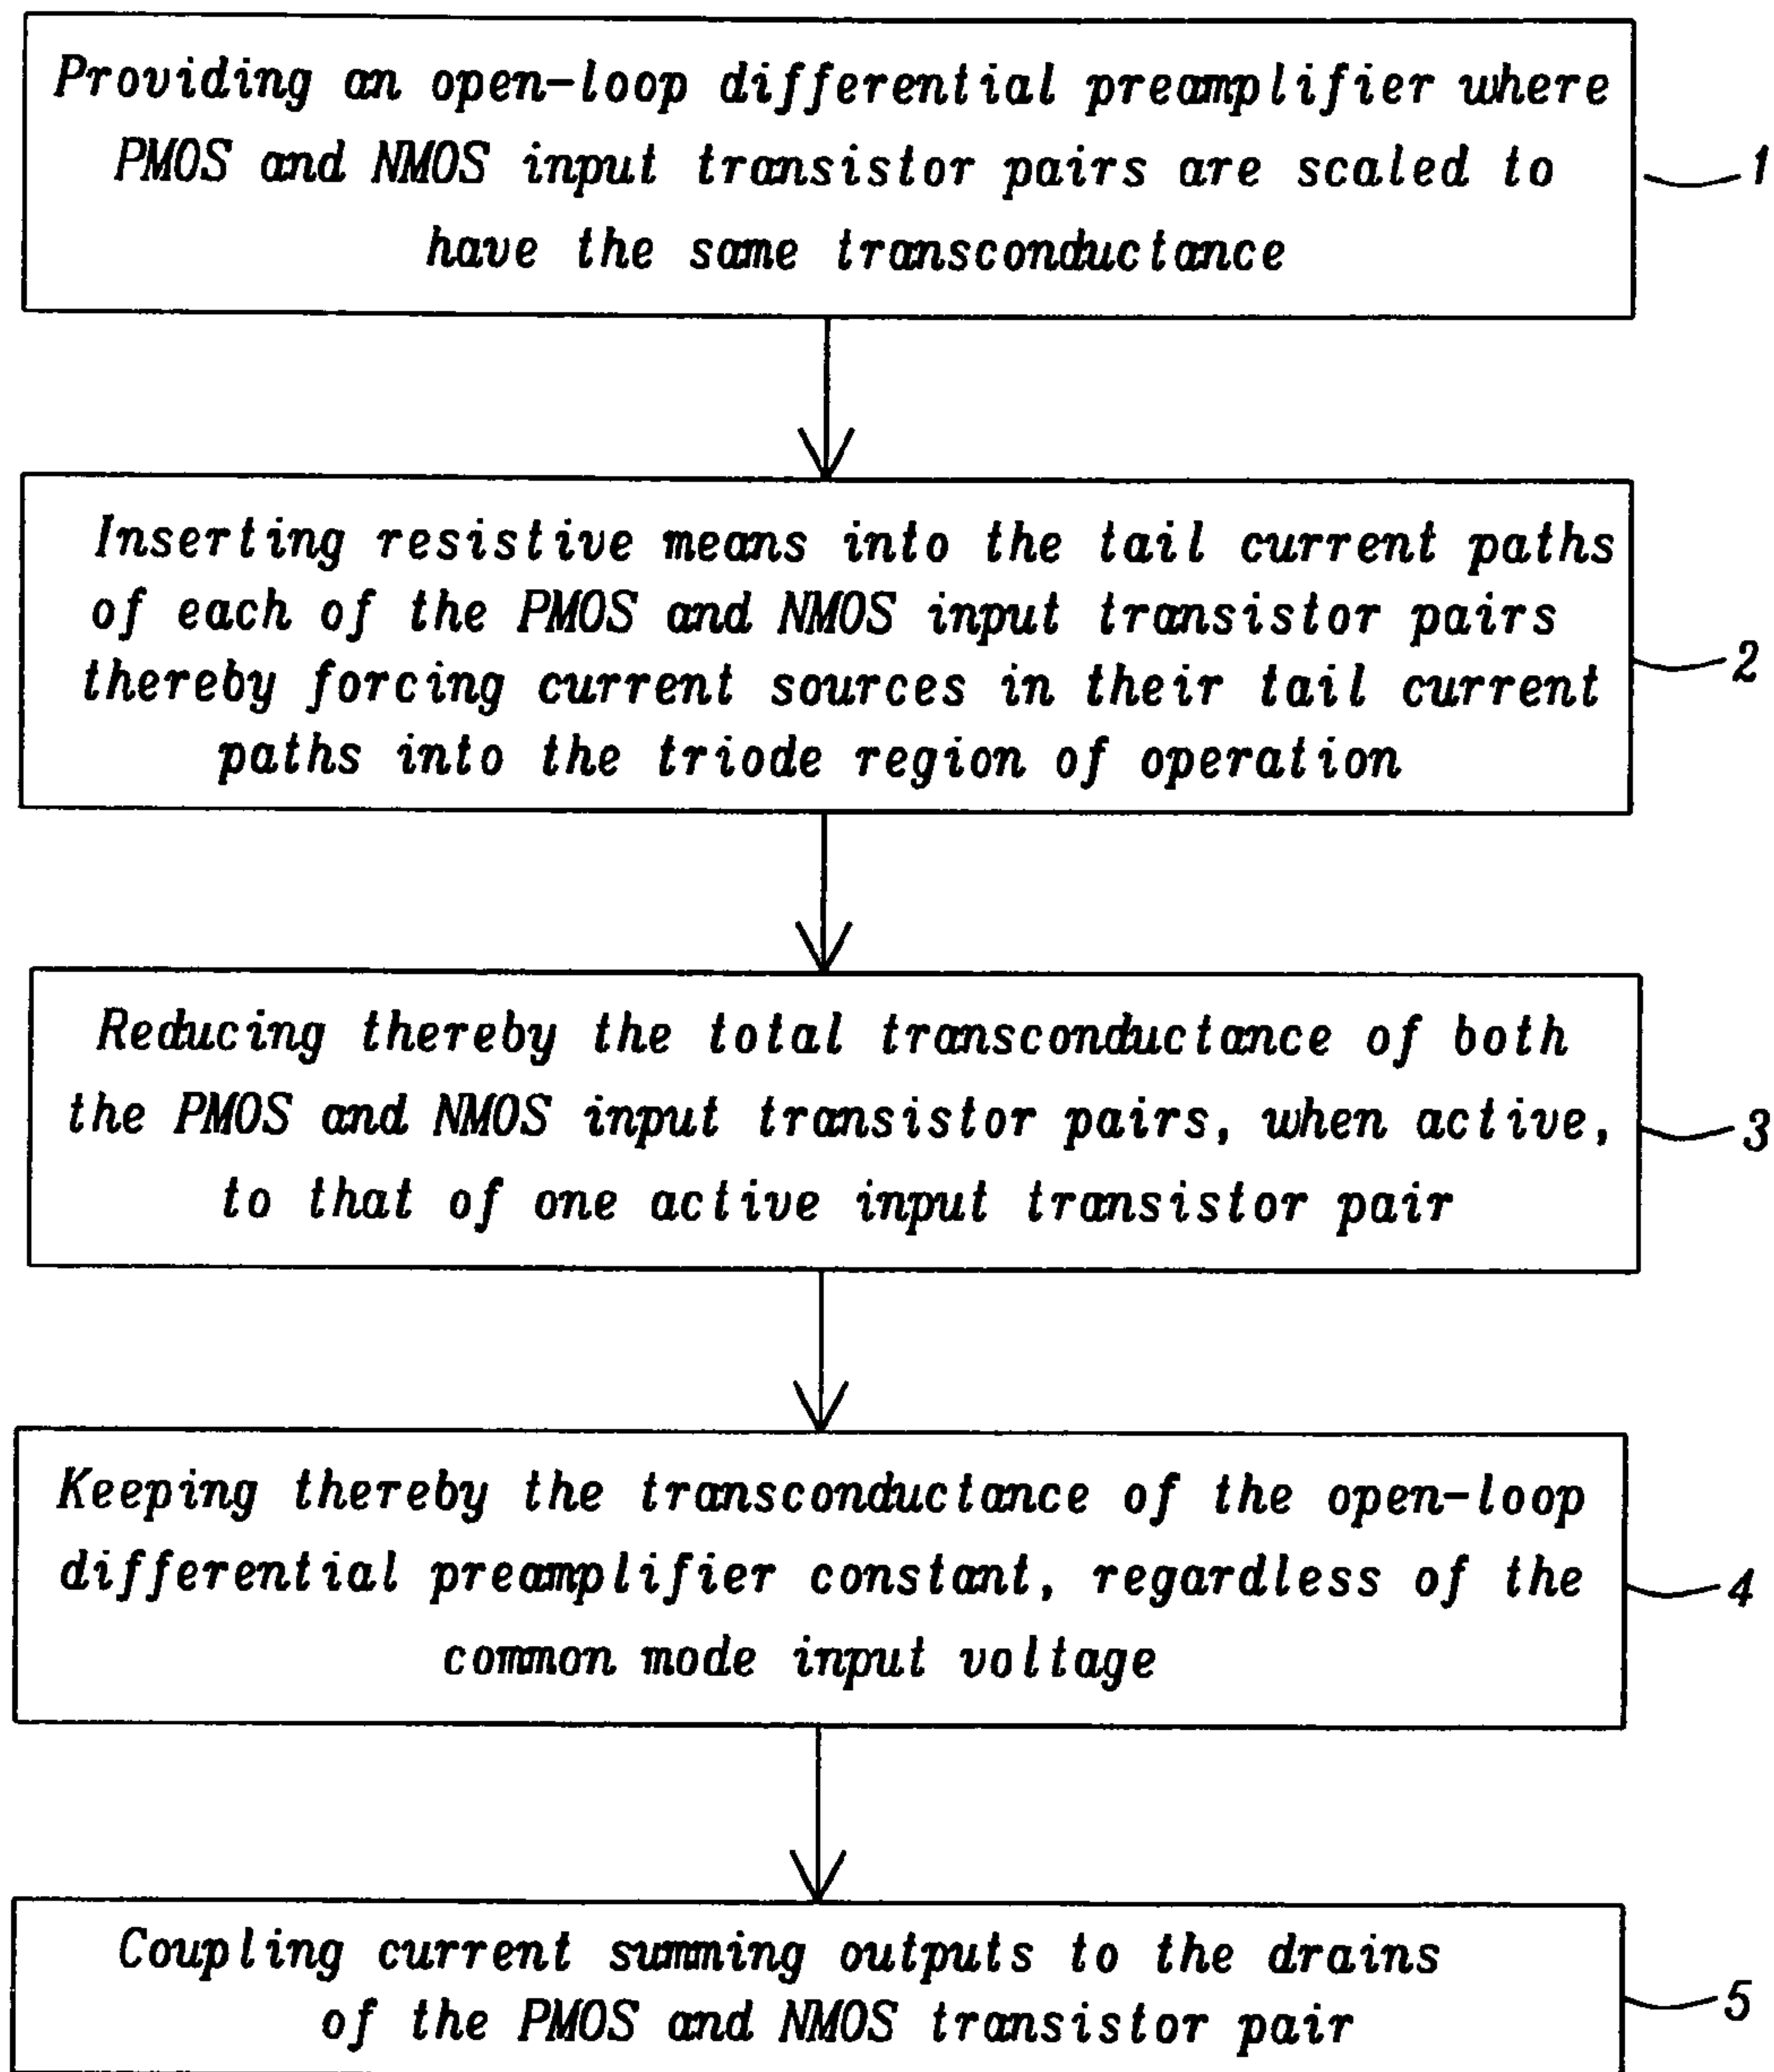 Providing an open-loop differential preamplifier where
PMOS and NMOS input transistor pairs are scaled to
have the same transconductance
1
Inserting resistive means into the tail current paths
of each of the PMOS and NMOS input transistor pairs
thereby forcing current sources in their tail current
paths into the triode region of operation
2
Reducing thereby the total transconductance of both
the PMOS and NMOS input transistor pairs, when active,
to that of one active input transistor pair
3
Keeping thereby the transconductance of the open-loop
differential preamplifier constant, regardless of the
common mode input voltage
4
Coupling current summing outputs to the drains
of the PMOS and NMOS transistor pair
5